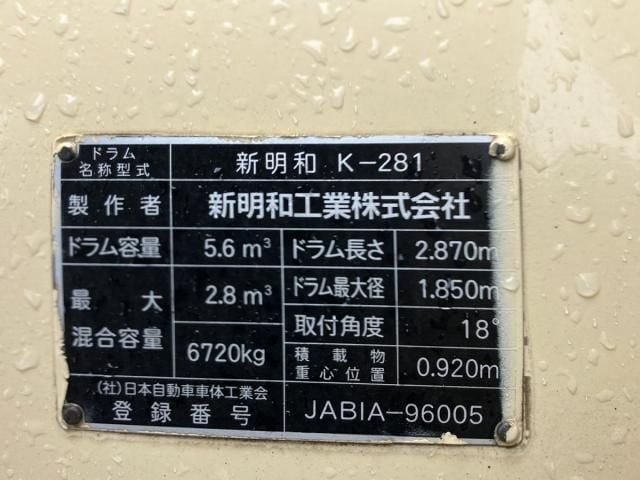 ドラム
名称型式 新明和 K-281
製作者 新明和工業株式会社
ドラム容量 5.6 m³ ドラム長さ 2.870m
最大 2.8 m³ ドラム最大径 1.850m
混合容量 6720kg 取付角度 18°
積載物
重心位置 0.920m
(社)日本自動車車体工業会
登録番号 JABIA-96005